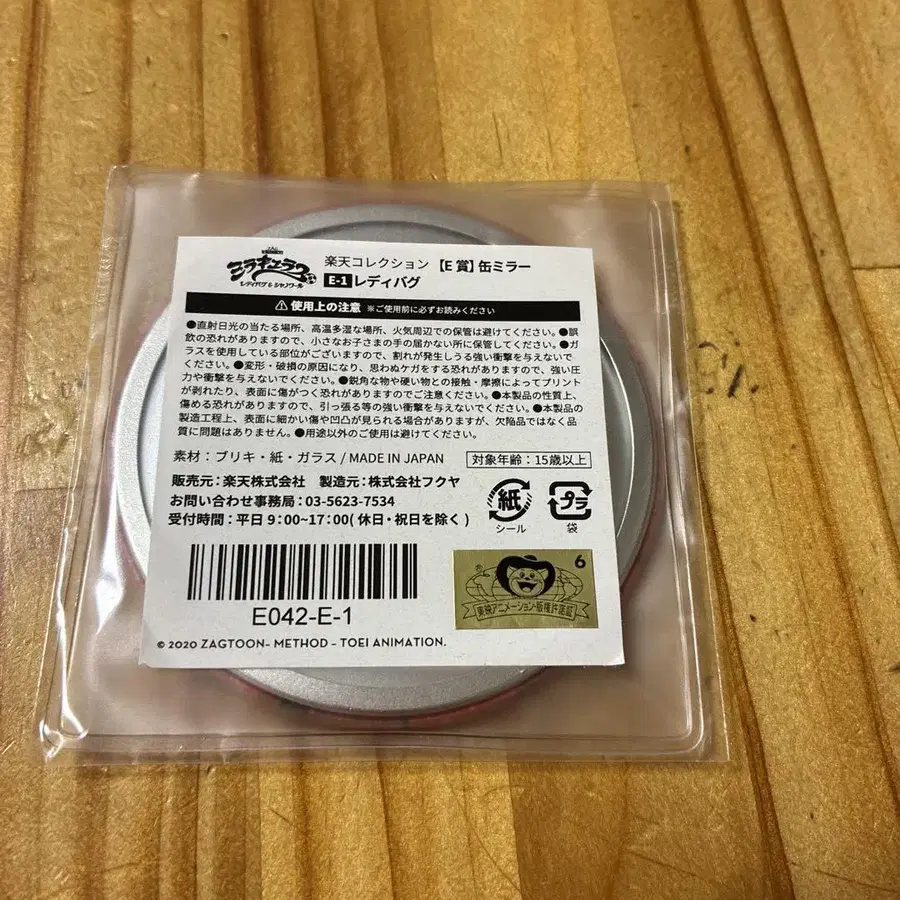 ミラキュラス
レディバグ&シャノワール
楽天コレクション 【E 賞】缶ミラー
E-1 レディバグ
⚠使用上の注意 ※ご使用前に必ずお読みください
●直射日光の当たる場所、高温多湿な場所、火気周辺での保管は避けてください。●誤
飲の恐れがありますので、小さなお子さまの手の届かない所に保管してください。●ガ
ラスを使用している部位がございますので、割れが発生しうる強い衝撃を与えないで
ください。●変形・破損の原因になり、思わぬケガをする恐れがありますので、強い圧
力や衝撃を与えないでください。●鋭角な物や硬い物との接触・摩擦によってプリント
が剥れたり、表面に傷がつく恐れがありますのでご注意ください。●本製品の性質上、
傷める恐れがありますので、引っ張る等の強い衝撃を与えないでください。●本製品の
製造工程上、表面に細かい傷や凹凸が見られる場合がありますが、欠陥品ではなく品
質に問題はありません。●用途以外のご使用は避けてください。
素材:ブリキ・紙・ガラス / MADE IN JAPAN 対象年齢:15歳以上
販売元:楽天株式会社 製造元:株式会社フクヤ
お問い合わせ事務局:03-5623-7534
受付時間:平日 9:00~17:00( 休日・祝日を除く )
紙 プラ
シール 袋
E042-E-1
6
東映アニメーション・版権許諾証
© 2020 ZAGTOON- METHOD - TOEI ANIMATION.